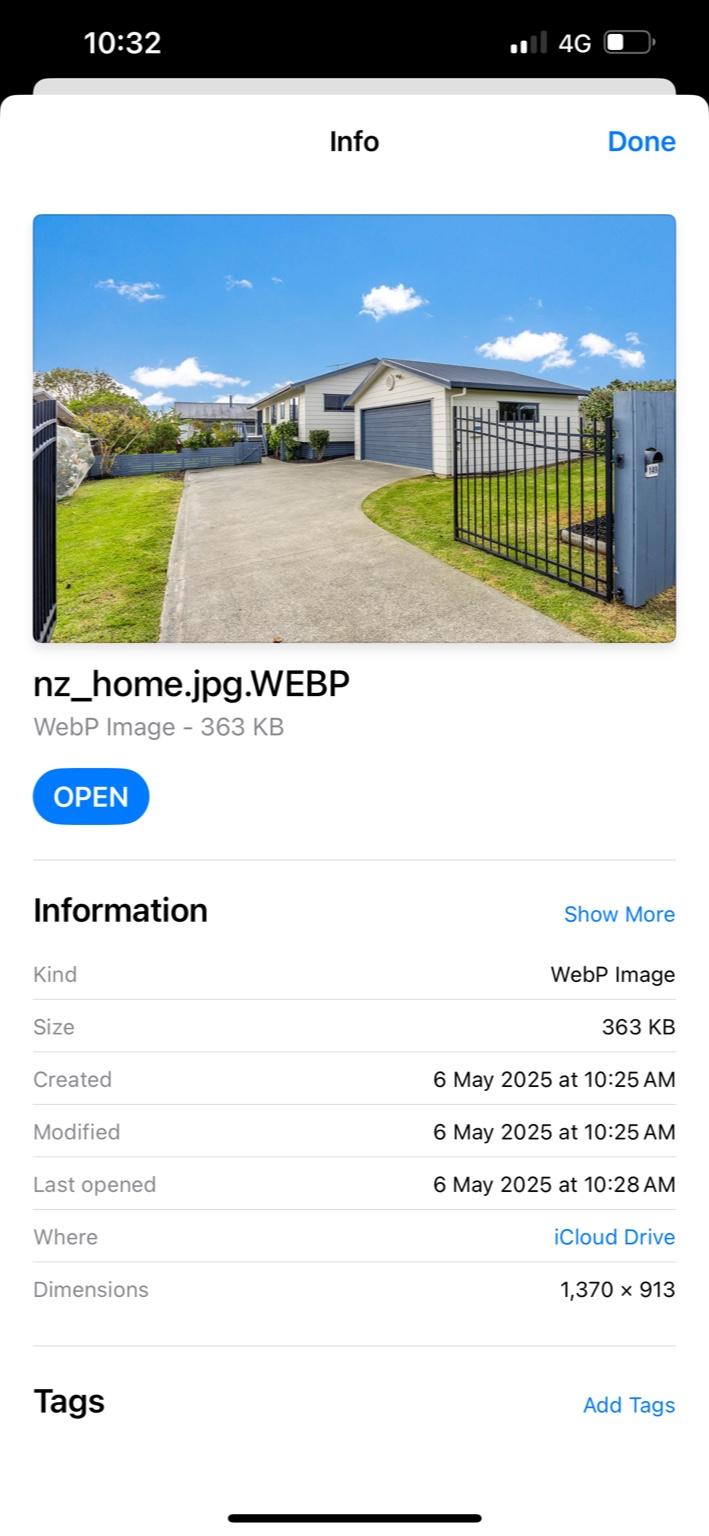 10:32 4G
Info Done
149
nz_home.jpg.WEBP
WebP Image - 363 KB
OPEN
Information Show More
Kind WebP Image
Size 363 KB
Created 6 May 2025 at 10:25 AM
Modified 6 May 2025 at 10:25 AM
Last opened 6 May 2025 at 10:28 AM
Where iCloud Drive
Dimensions 1,370 × 913
Tags Add Tags